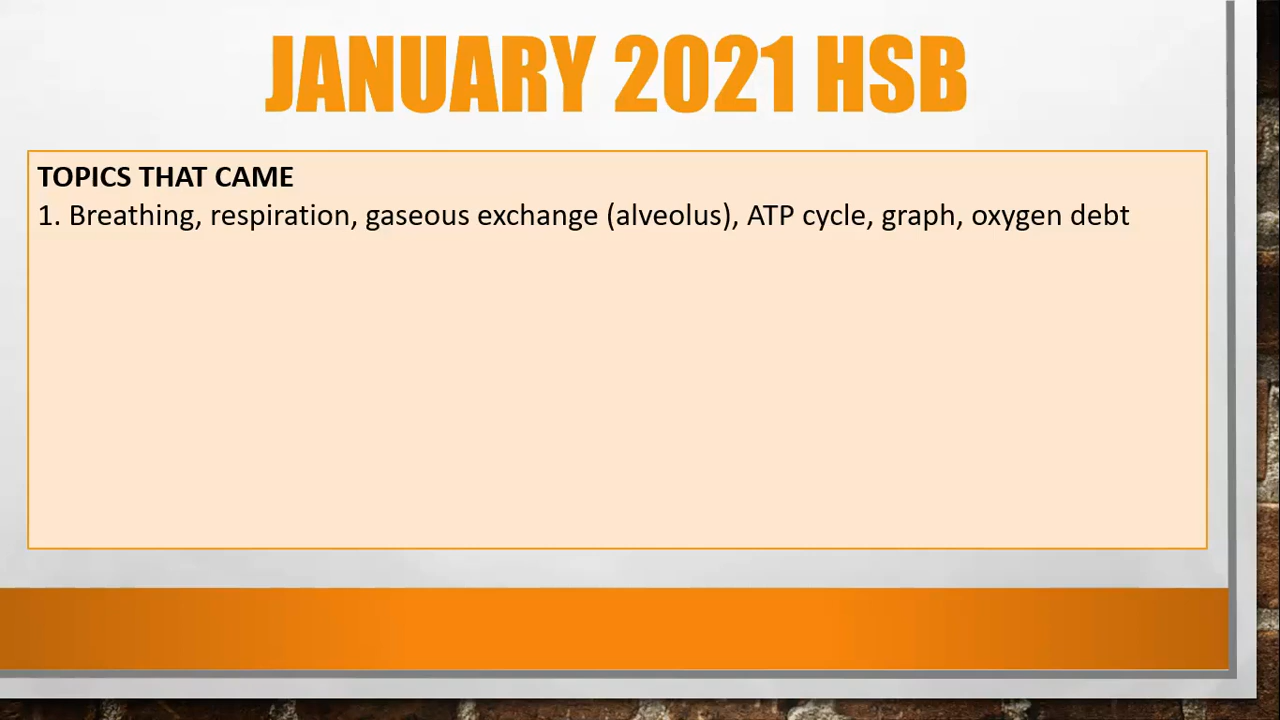 JANUARY 2021 HSB
TOPICS THAT CAME
1. Breathing, respiration, gaseous exchange (alveolus), ATP cycle, graph, oxygen debt